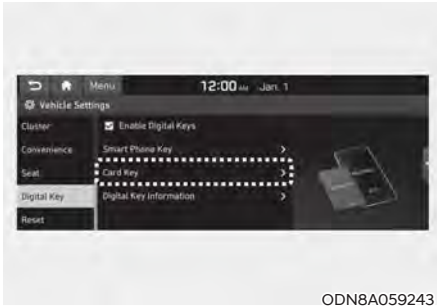 Menu
12:00 AM Jan. 1
Vehicle Settings
Cluster
Enable Digital Keys
Convenience
Smart Phone Key
Seat
Card Key
Digital Key
Digital Key Information
Reset
ODN8A059243